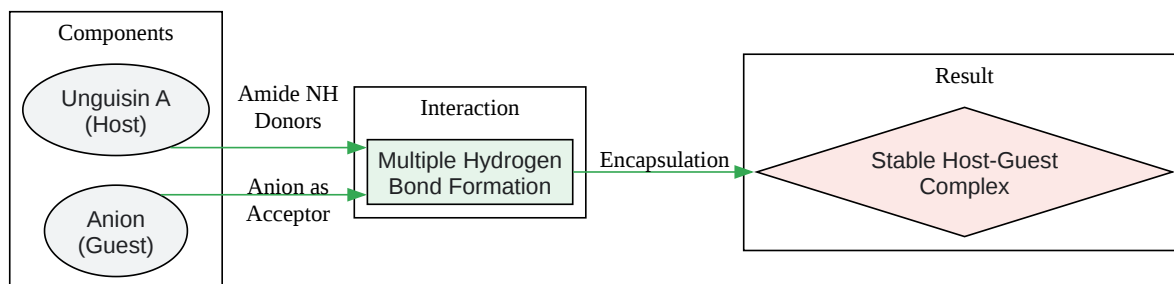 Components
Unguisin A
(Host)
Anion
(Guest)
Amide NH
Donors
Anion as
Acceptor
Interaction
Multiple Hydrogen
Bond Formation
Encapsulation
Result
Stable Host-Guest
Complex